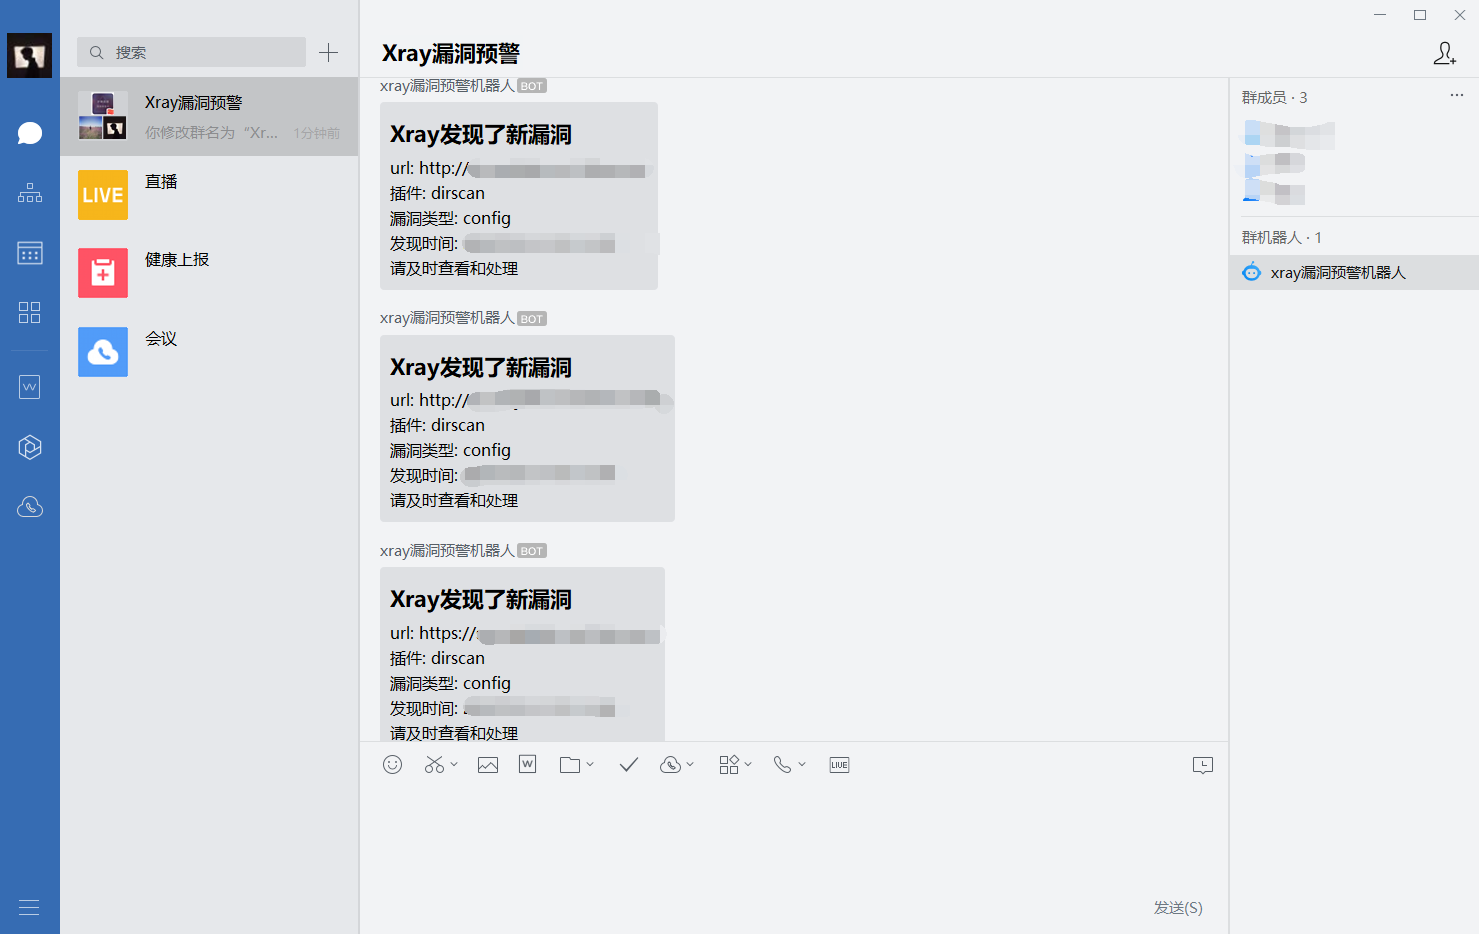 搜索
Xray漏洞预警
你修改群名为“Xr...
1分钟前
LIVE
直播
健康上报
会议
Xray漏洞预警
xray漏洞预警机器人 BOT
Xray发现了新漏洞
url: http://
插件: dirscan
漏洞类型: config
发现时间:
请及时查看和处理
xray漏洞预警机器人 BOT
Xray发现了新漏洞
url: http://
插件: dirscan
漏洞类型: config
发现时间:
请及时查看和处理
xray漏洞预警机器人 BOT
Xray发现了新漏洞
url: https://
插件: dirscan
漏洞类型: config
发现时间:
请及时查看和处理
W
LIVE
发送(S)
群成员 · 3
群机器人 · 1
xray漏洞预警机器人